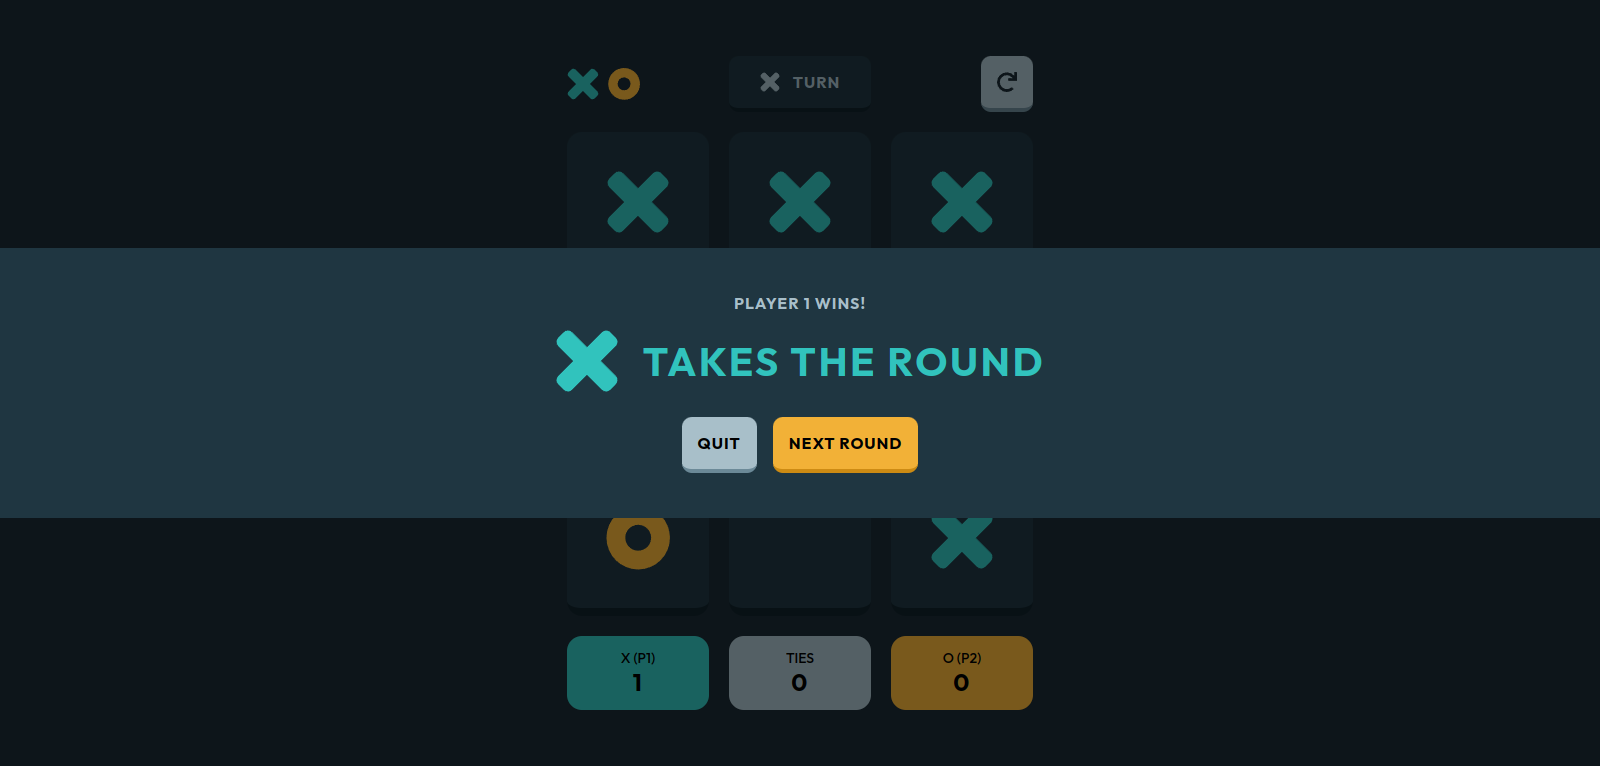 TURN
PLAYER 1 WINS!
TAKES THE ROUND
QUIT
NEXT ROUND
X (P1)
1
TIES
0
O (P2)
0